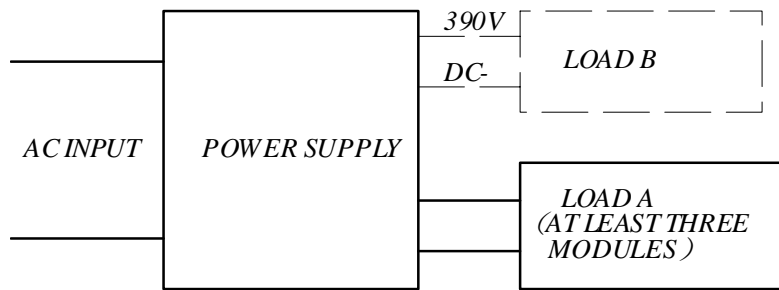 390V
LOAD B
DC-
AC INPUT
POWER SUPPLY
LOAD A
(AT LEAST THREE
MODULES)